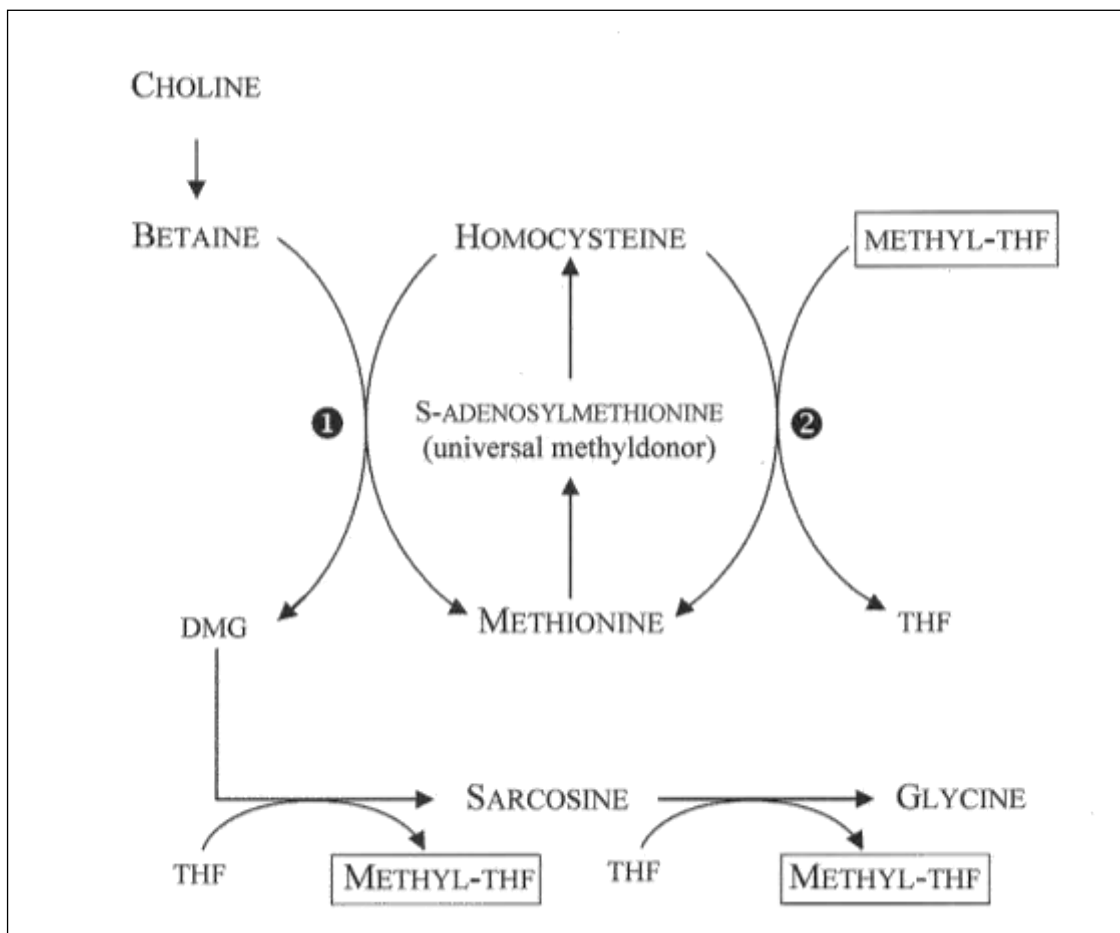 CHOLINE
BETAINE
HOMOCYSTEINE
METHYL-THF
1
S-ADENOSYLMETHIONINE
(universal methyldonor)
2
DMG
METHIONINE
THF
SARCOSINE
GLYCINE
THF
METHYL-THF
THF
METHYL-THF